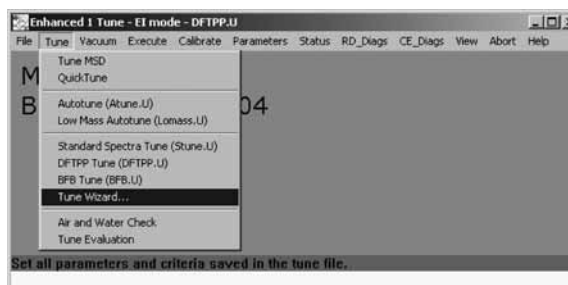 Enhanced 1 Tune - EI mode - DFTPP.U
File Tune Vacuum Execute Calibrate Parameters Status RD_Diags CE_Diags View Abort Help
Tune MSD
QuickTune
M
Autotune (Atune.U)
B 04
Low Mass Autotune (Lomass.U)
Standard Spectra Tune (Stune.U)
DFTPP Tune (DFTPP.U)
BFB Tune (BFB.U)
Tune Wizard...
Air and Water Check
Tune Evaluation
Set all parameters and criteria saved in the tune file.